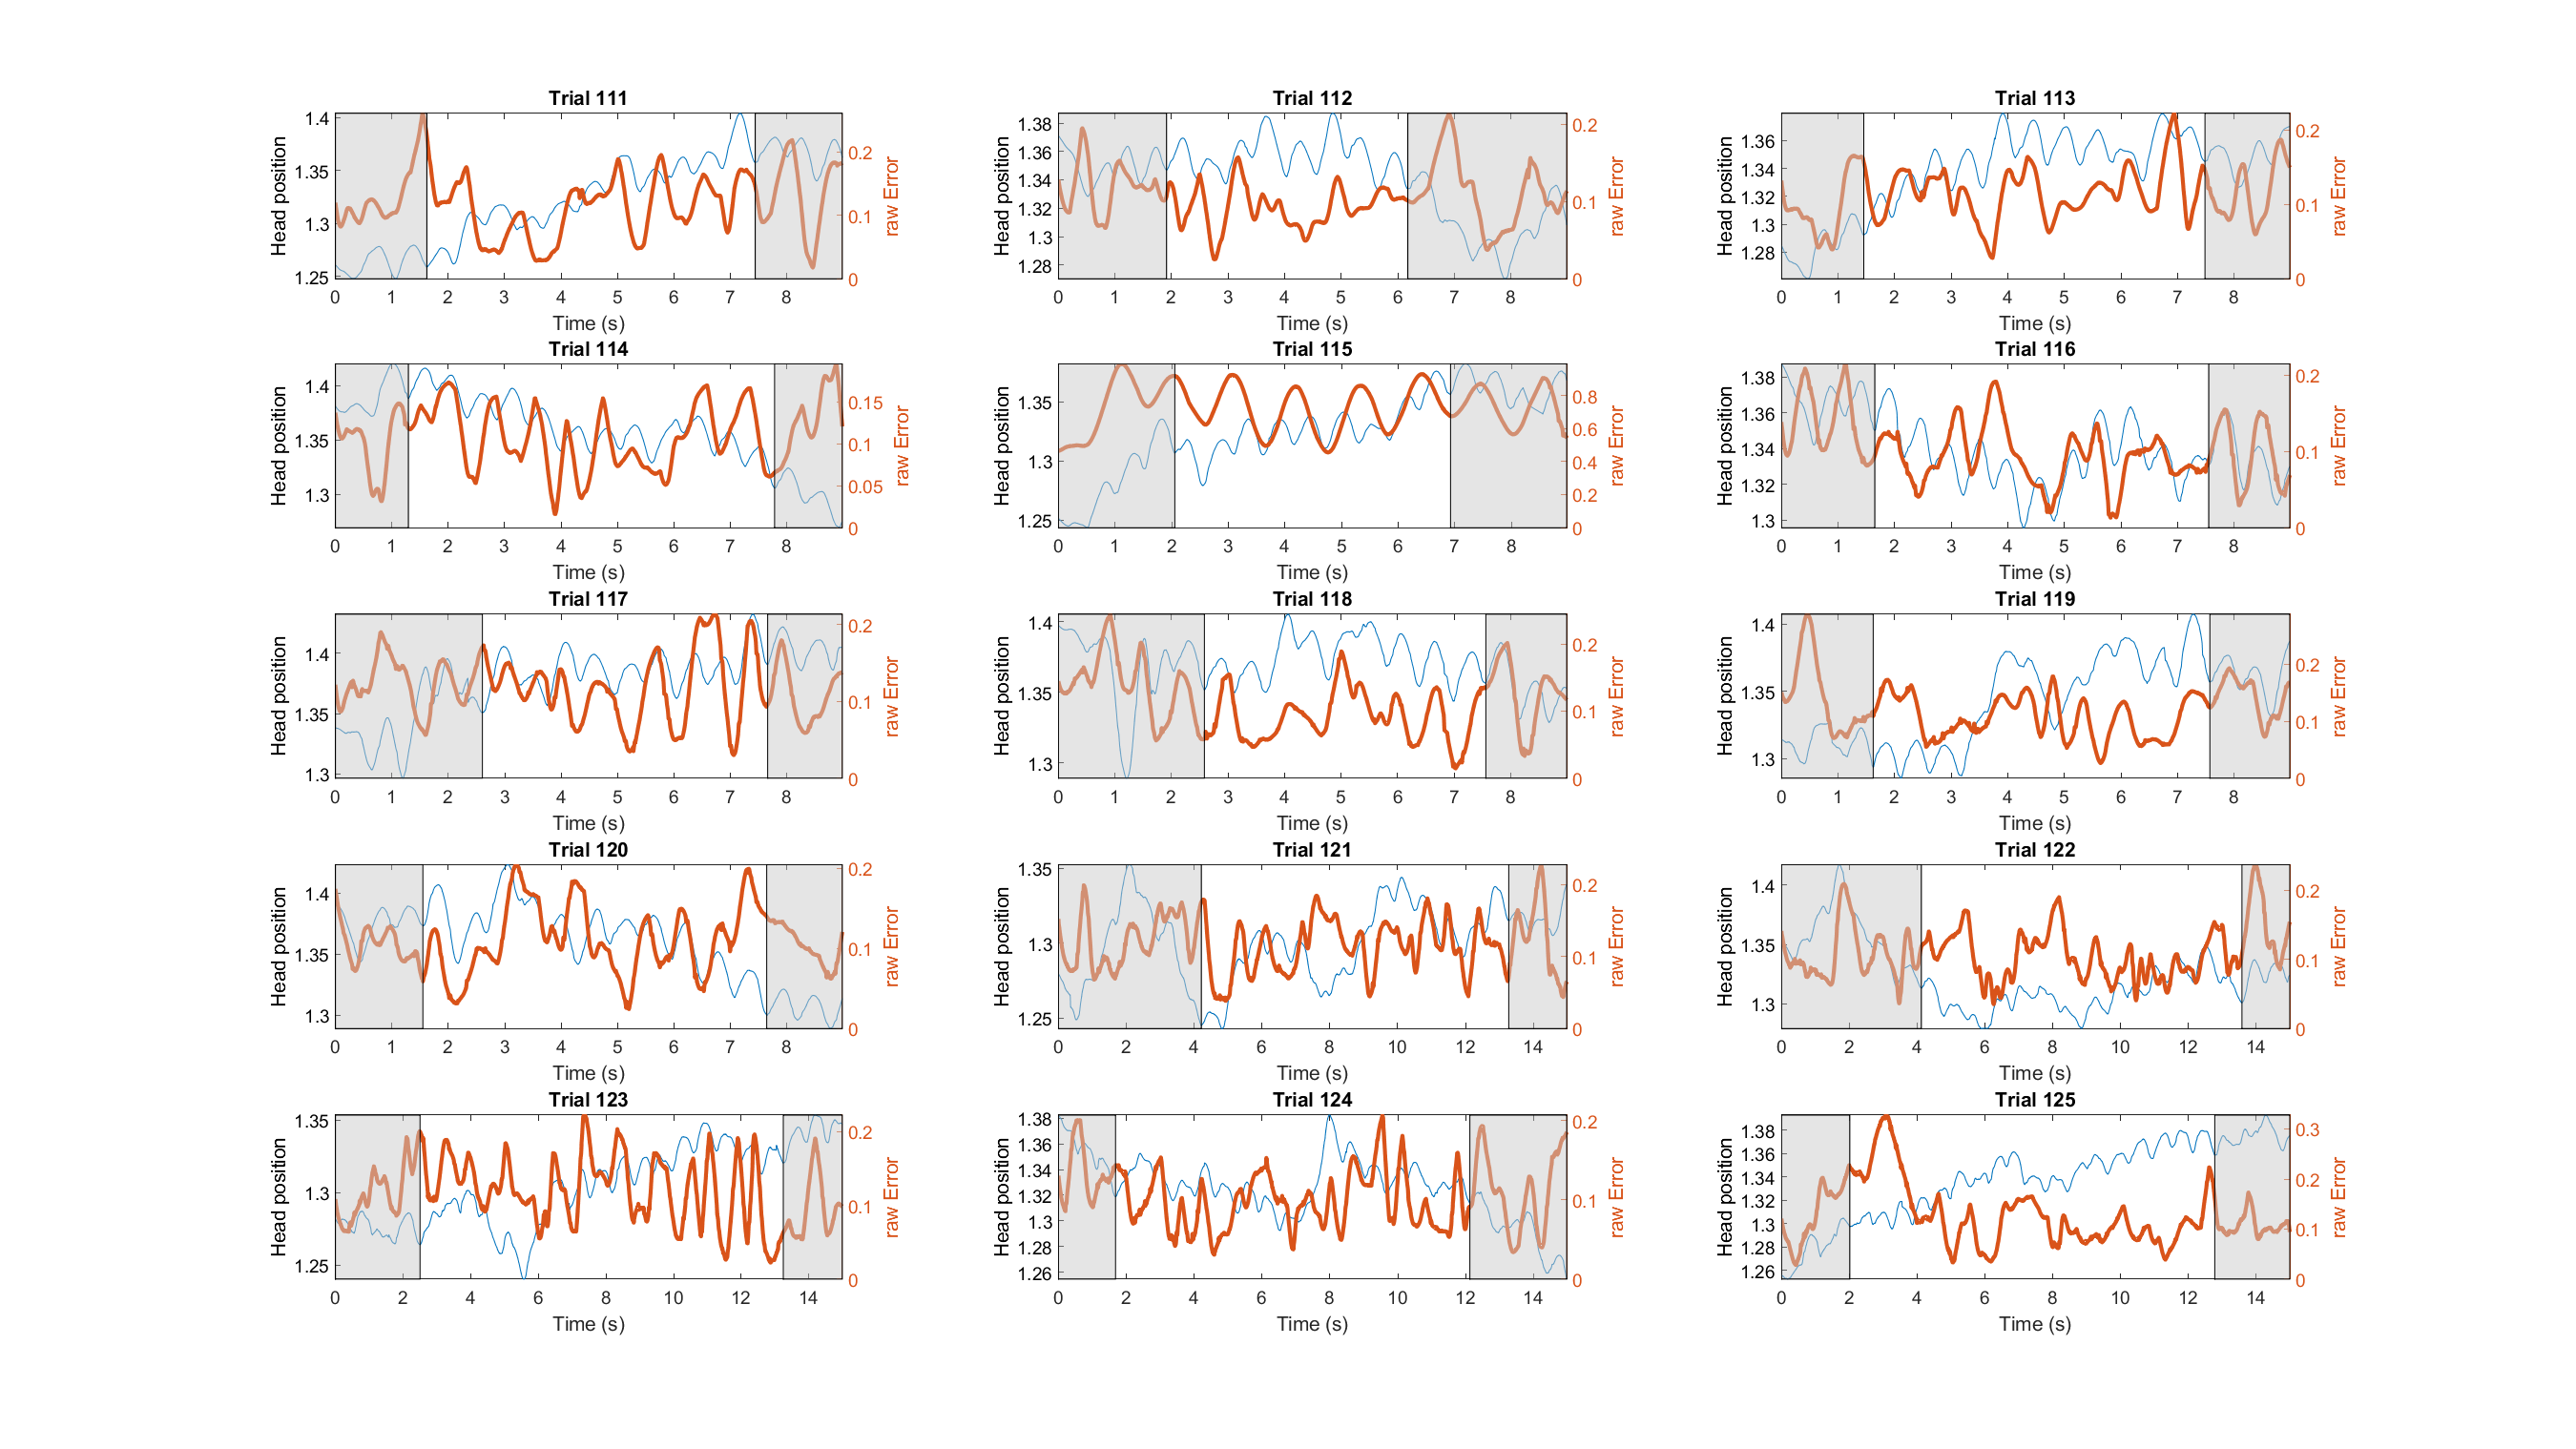 Trial 111
Head position
1.4
1.35
1.3
1.25
0.2
0.1
0
raw Error
0 1 2 3 4 5 6 7 8
Time (s)
Trial 112
Head position
1.38
1.36
1.34
1.32
1.3
1.28
0.2
0.1
0
raw Error
0 1 2 3 4 5 6 7 8
Time (s)
Trial 113
Head position
1.36
1.34
1.32
1.3
1.28
0.2
0.1
0
raw Error
0 1 2 3 4 5 6 7 8
Time (s)
Trial 114
Head position
1.4
1.35
1.3
0.15
0.1
0.05
0
raw Error
0 1 2 3 4 5 6 7 8
Time (s)
Trial 115
Head position
1.35
1.3
1.25
0.8
0.6
0.4
0.2
0
raw Error
0 1 2 3 4 5 6 7 8
Time (s)
Trial 116
Head position
1.38
1.36
1.34
1.32
1.3
0.2
0.1
0
raw Error
0 1 2 3 4 5 6 7 8
Time (s)
Trial 117
Head position
1.4
1.35
1.3
0.2
0.1
0
raw Error
0 1 2 3 4 5 6 7 8
Time (s)
Trial 118
Head position
1.4
1.35
1.3
0.2
0.1
0
raw Error
0 1 2 3 4 5 6 7 8
Time (s)
Trial 119
Head position
1.4
1.35
1.3
0.2
0.1
0
raw Error
0 1 2 3 4 5 6 7 8
Time (s)
Trial 120
Head position
1.4
1.35
1.3
0.2
0.1
0
raw Error
0 1 2 3 4 5 6 7 8
Time (s)
Trial 121
Head position
1.35
1.3
1.25
0.2
0.1
0
raw Error
0 2 4 6 8 10 12 14
Time (s)
Trial 122
Head position
1.4
1.35
1.3
0.2
0.1
0
raw Error
0 2 4 6 8 10 12 14
Time (s)
Trial 123
Head position
1.35
1.3
1.25
0.2
0.1
0
raw Error
0 2 4 6 8 10 12 14
Time (s)
Trial 124
Head position
1.38
1.36
1.34
1.32
1.3
1.28
1.26
0.2
0.1
0
raw Error
0 2 4 6 8 10 12 14
Time (s)
Trial 125
Head position
1.38
1.36
1.34
1.32
1.3
1.28
1.26
0.3
0.2
0.1
0
raw Error
0 2 4 6 8 10 12 14
Time (s)